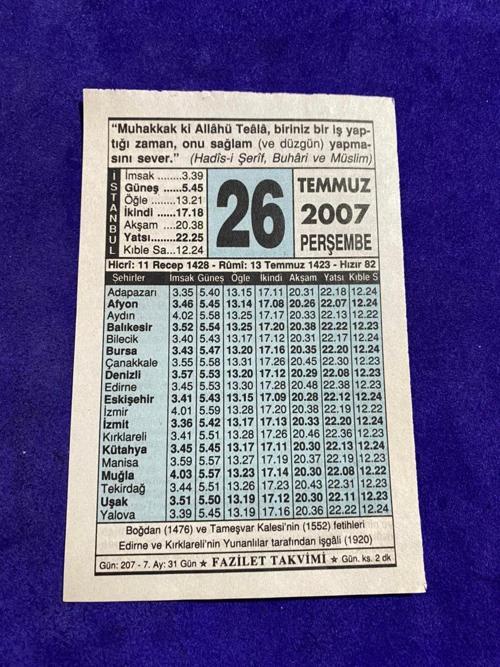 “Muhakkak ki Allâhü Teâlâ, biriniz bir iş yap-
tığı zaman, onu sağlam (ve düzgün) yapma-
sını sever.” (Hadîs-i Şerîf, Buhâri ve Müslim)
İSTANBUL
İmsak ........3.39
Güneş ......5.45
Öğle ........13.21
İkindi ......17.18
Akşam ....20.38
Yatsı........22.25
Kıble Sa...12.24
26
TEMMUZ
2007
PERŞEMBE
Hicrî: 11 Recep 1428 - Rûmî: 13 Temmuz 1423 - Hızır 82
Şehirler İmsak Güneş Öğle İkindi Akşam Yatsı Kıble S
Adapazarı 3.35 5.40 13.15 17.11 20.31 22.18 12.24
Afyon 3.46 5.45 13.14 17.08 20.26 22.07 12.24
Aydın 4.02 5.58 13.25 17.17 20.33 22.13 12.22
Balıkesir 3.52 5.54 13.25 17.20 20.38 22.22 12.23
Bilecik 3.40 5.43 13.17 17.12 20.31 22.17 12.24
Bursa 3.43 5.47 13.20 17.16 20.35 22.20 12.24
Çanakkale 3.55 5.58 13.31 17.26 20.45 22.30 12.23
Denizli 3.57 5.53 13.20 17.12 20.29 22.08 12.23
Edirne 3.45 5.53 13.30 17.28 20.48 22.38 12.23
Eskişehir 3.41 5.43 13.15 17.09 20.28 22.12 12.24
İzmir 4.01 5.59 13.28 17.20 20.38 22.19 12.22
İzmit 3.36 5.42 13.17 17.13 20.33 22.20 12.24
Kırklareli 3.41 5.51 13.28 17.26 20.46 22.36 12.23
Kütahya 3.45 5.45 13.17 17.11 20.30 22.13 12.24
Manisa 3.59 5.57 13.27 17.19 20.37 22.19 12.23
Muğla 4.03 5.57 13.23 17.14 20.30 22.08 12.22
Tekirdağ 3.44 5.51 13.26 17.23 20.43 22.31 12.23
Uşak 3.51 5.50 13.19 17.12 20.30 22.11 12.23
Yalova 3.39 5.45 13.19 17.16 20.36 22.22 12.24
Boğdan (1476) ve Tameşvar Kalesi'nin (1552) fetihleri
Edirne ve Kırklareli'nin Yunanlılar tarafından işgâli (1920)
Gün: 207 - 7. Ay: 31 Gün ★ FAZİLET TAKVİMİ ★ Gün. ks. 2 dk